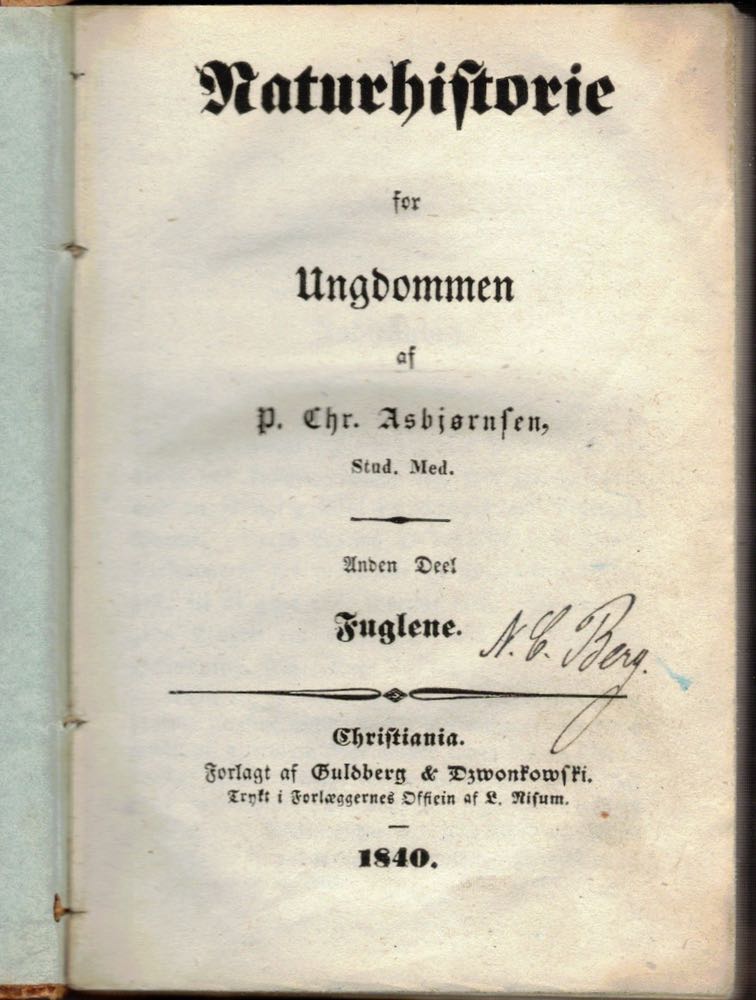 Naturhistorie
for
Ungdommen
af
P. Chr. Asbjørnsen,
Stud. Med.
Anden Deel
Fuglene.
N. C. Berg.
Christiania.
Forlagt af Guldberg & Dzwonkowski.
Trykt i Forlæggernes Officin af L. Risum.
1840.